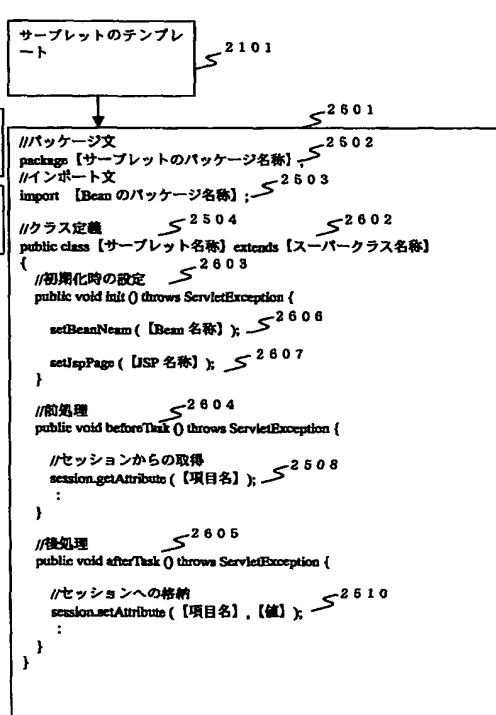 サーブレットのテンプレ
ート
2101
2601
//パッケージ文
package【サーブレットのパッケージ名称】; 2502
//インポート文
import 【Bean のパッケージ名称】; 2503
//クラス定義 2504 2602
public class【サーブレット名称】extends【スーパークラス名称】
{
//初期化時の設定 2603
public void init () throws ServletException {
setBeanNeam (【Bean 名称】); 2606
setJspPage (【JSP 名称】); 2607
}
//前処理 2604
public void beforeTask () throws ServletException {
//セッションからの取得
session.getAttribute (【項目名】); 2508
:
}
//後処理 2605
public void afterTask () throws ServletException {
//セッションへの格納
session.setAttribute (【項目名】,【値】); 2510
:
}
}